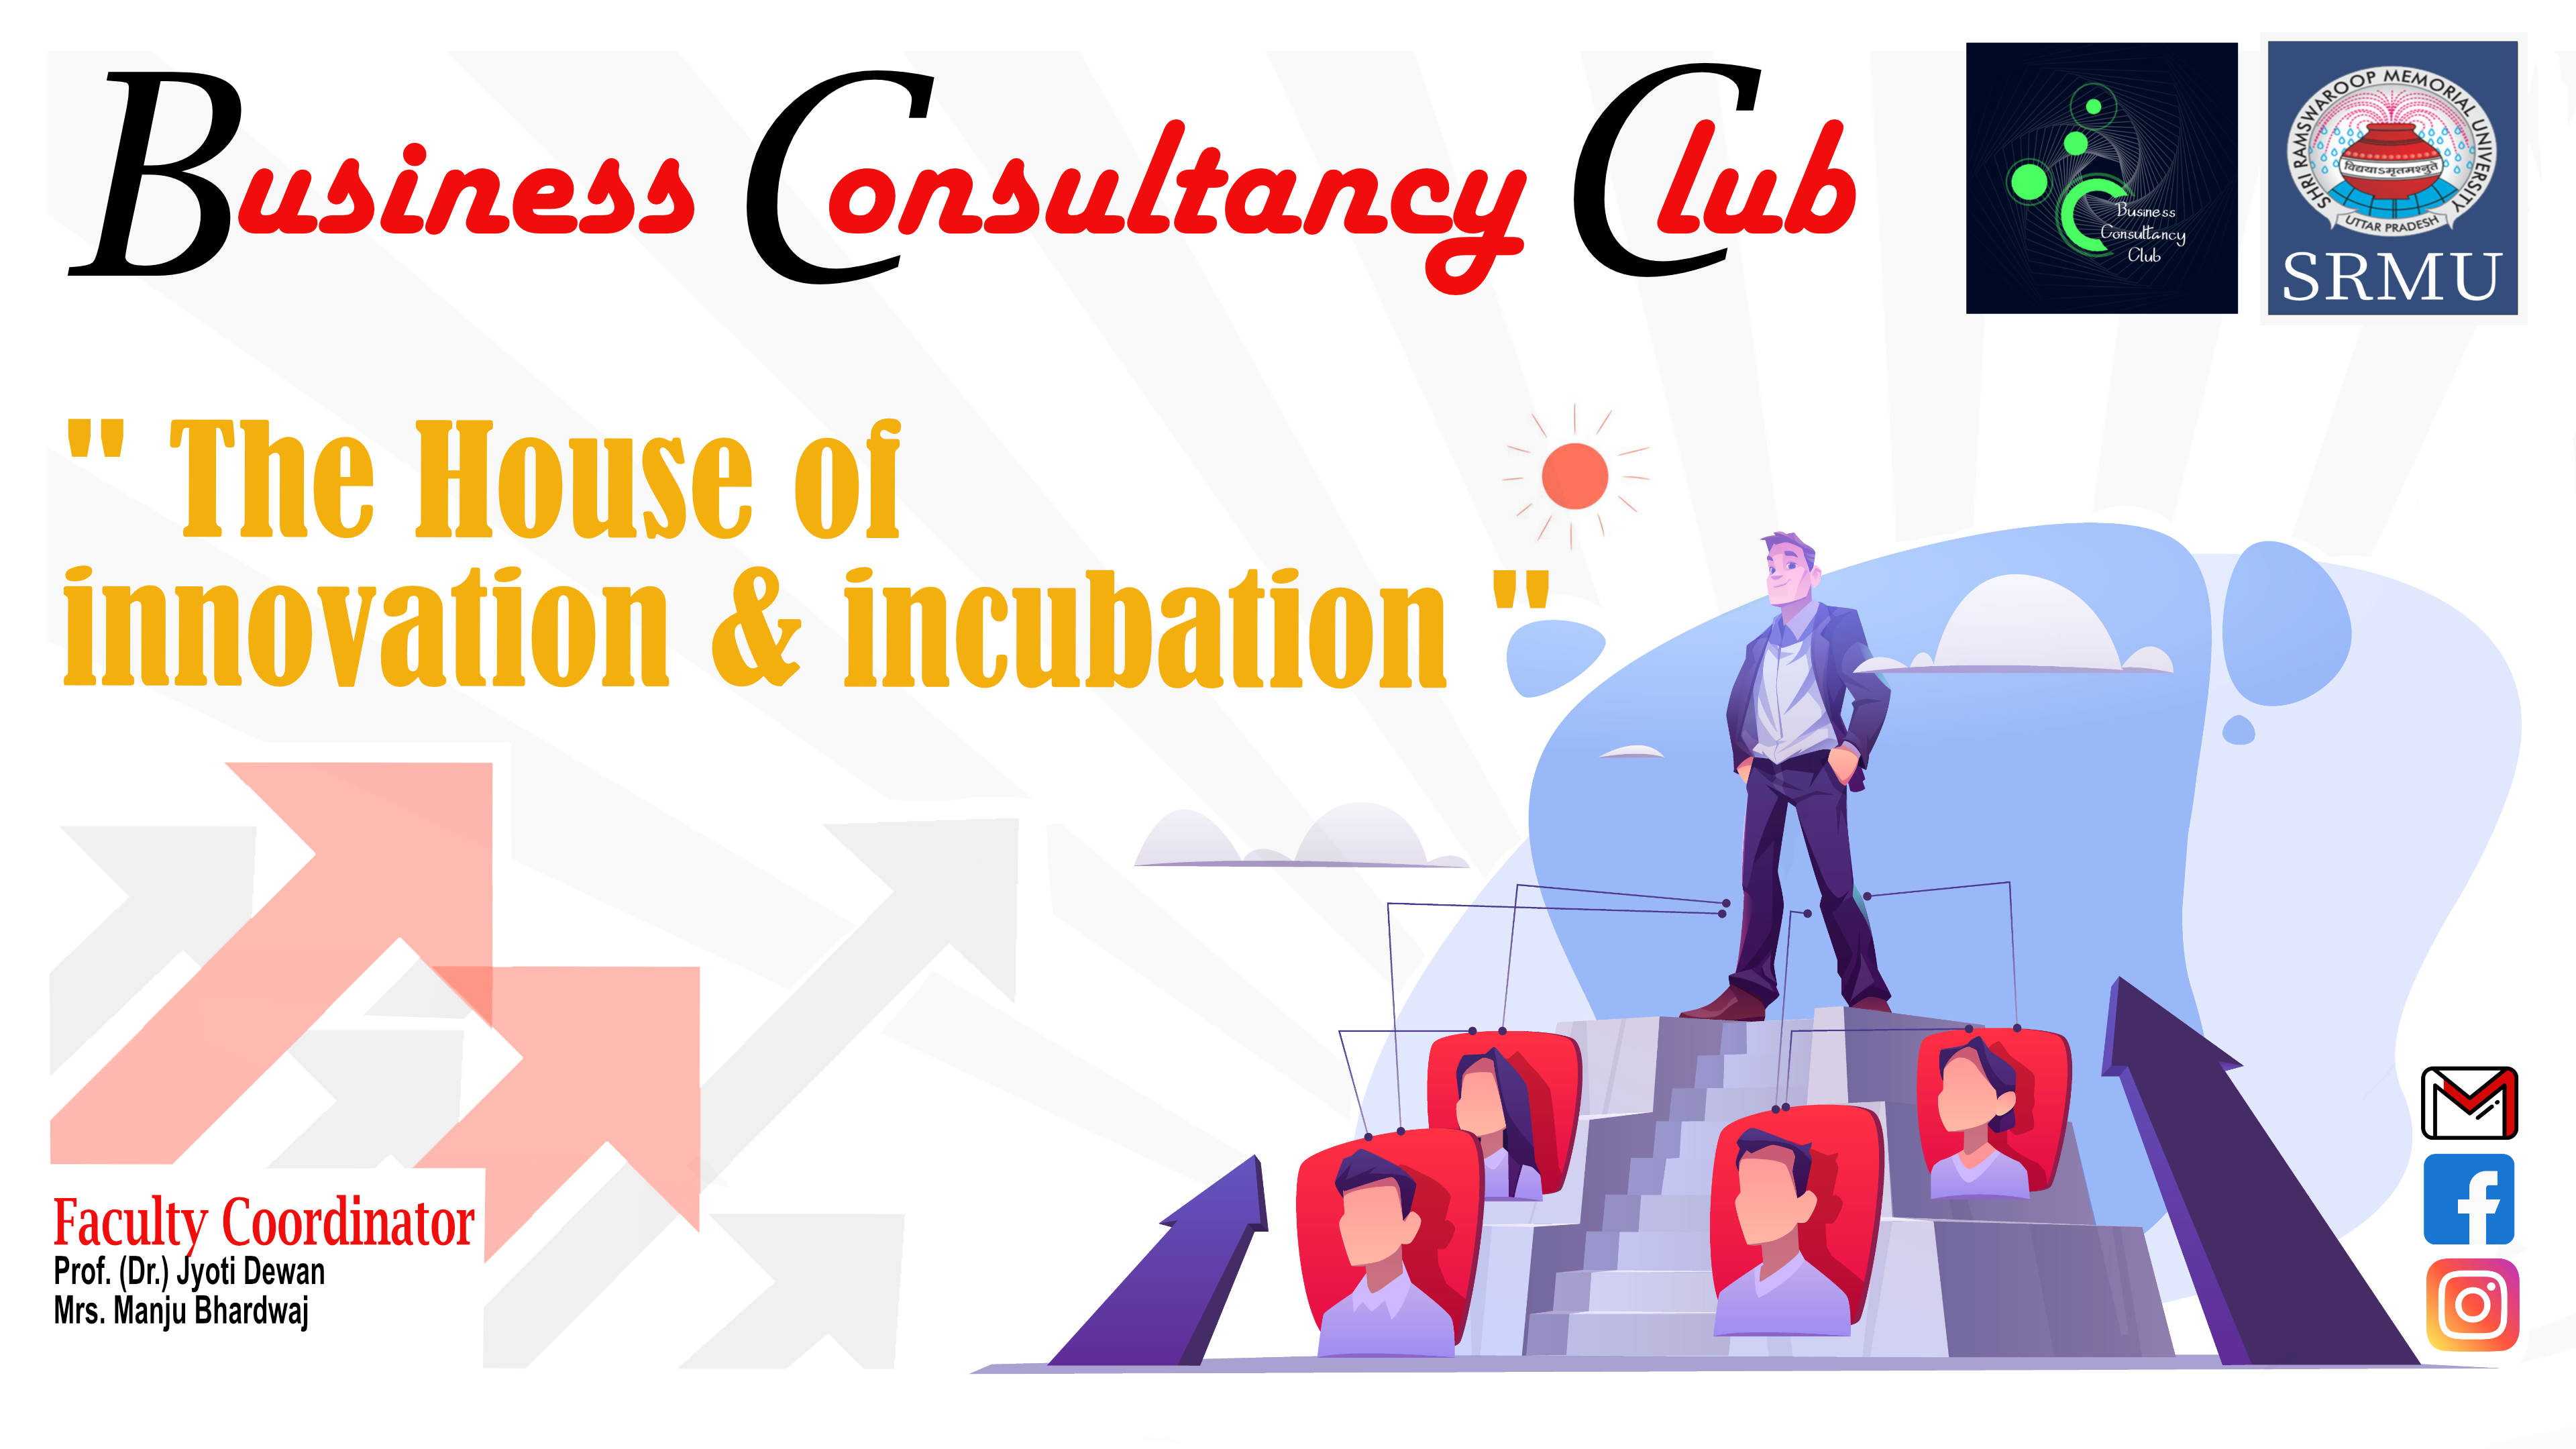 Business Consultancy Club
Business
Consultancy
Club
SHRI RAMSWAROOP MEMORIAL UNIVERSITY
विद्ययाऽमृतमश्नुते
UTTAR PRADESH
SRMU
" The House of
innovation & incubation "
Faculty Coordinator
Prof. (Dr.) Jyoti Dewan
Mrs. Manju Bhardwaj